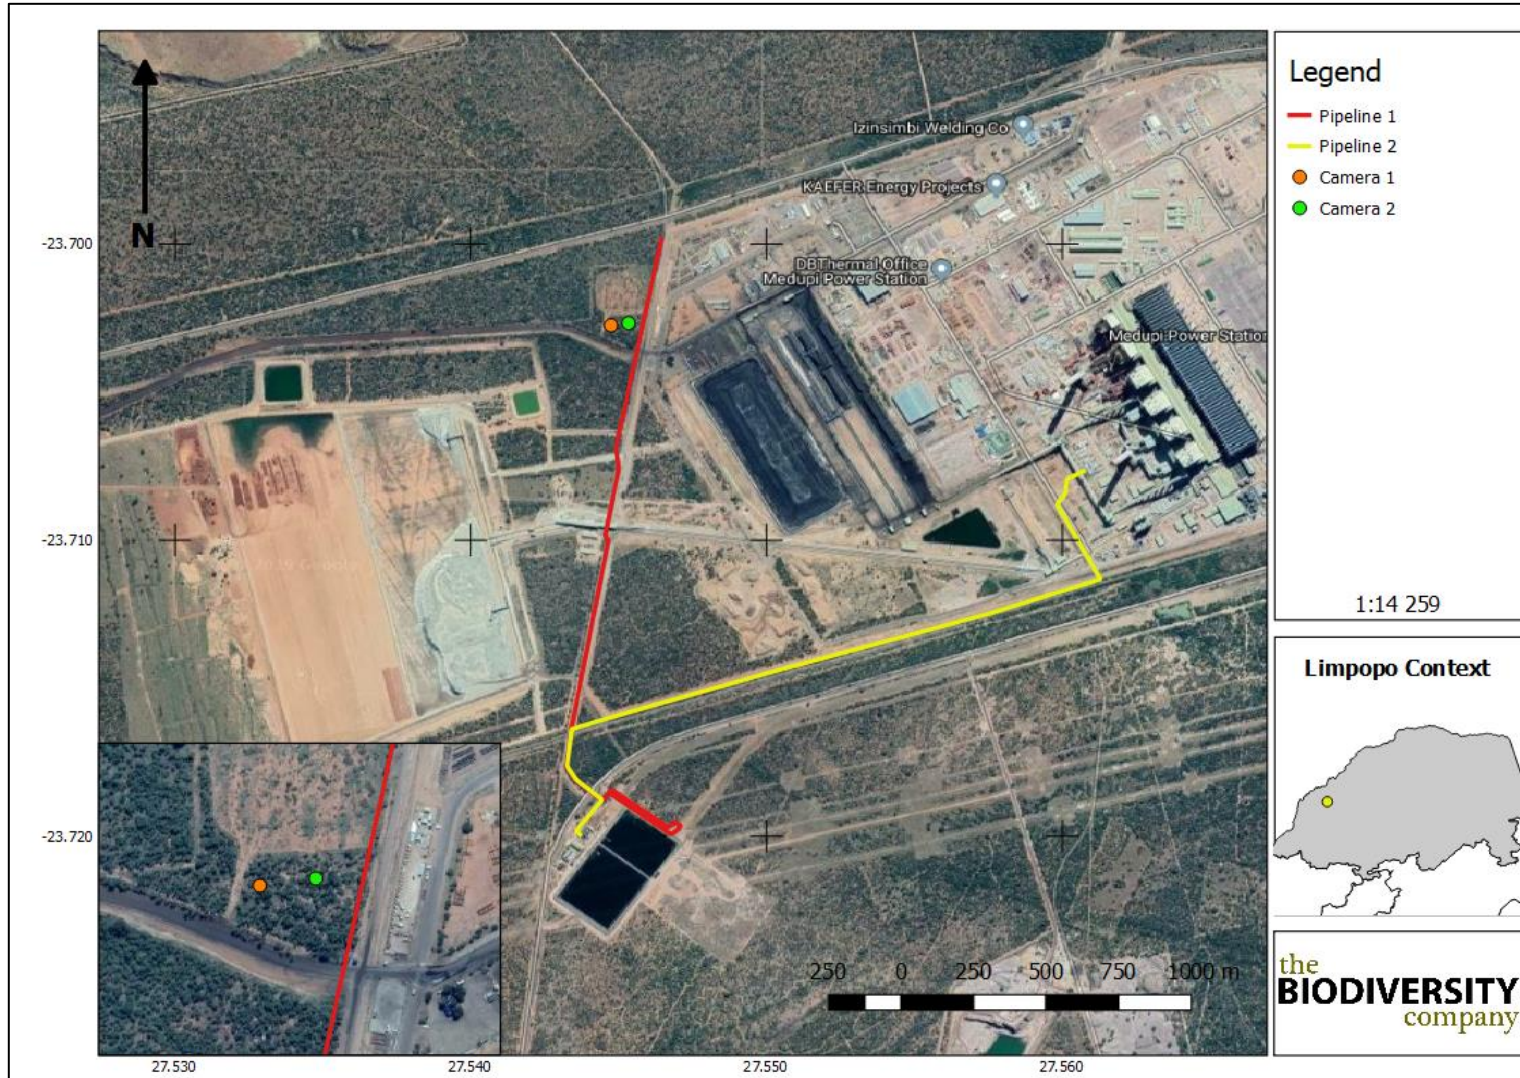 Izinsimbi Welding Co
KAEFER Energy Projects
DBThermal Office
Medupi Power Station
Medupi Power Station
N
-23.700
-23.710
-23.720
27.530
27.540
27.550
27.560
250 0 250 500 750 1000 m
Legend
Pipeline 1
Pipeline 2
Camera 1
Camera 2
1:14 259
Limpopo Context
the
BIODIVERSITY
company